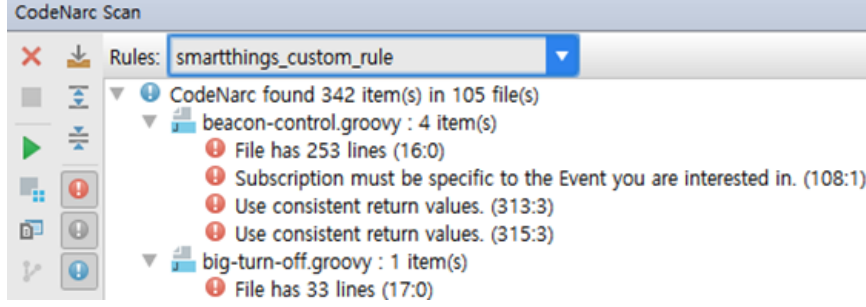 CodeNarc Scan
Rules: smartthings_custom_rule
CodeNarc found 342 item(s) in 105 file(s)
beacon-control.groovy : 4 item(s)
File has 253 lines (16:0)
Subscription must be specific to the Event you are interested in. (108:1)
Use consistent return values. (313:3)
Use consistent return values. (315:3)
big-turn-off.groovy : 1 item(s)
File has 33 lines (17:0)